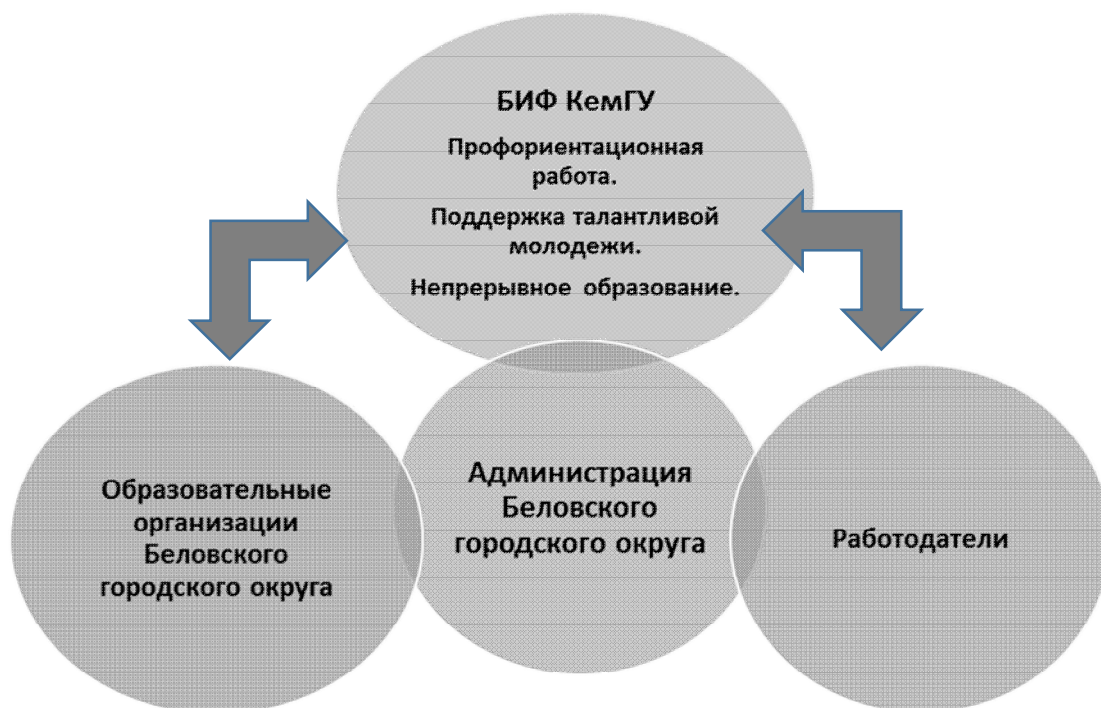 БИФ КемГУ
Профориентационная
работа.
Поддержка талантливой
молодежи.
Непрерывное образование.
Образовательные
организации
Беловского
городского округа
Администрация
Беловского
городского округа
Работодатели